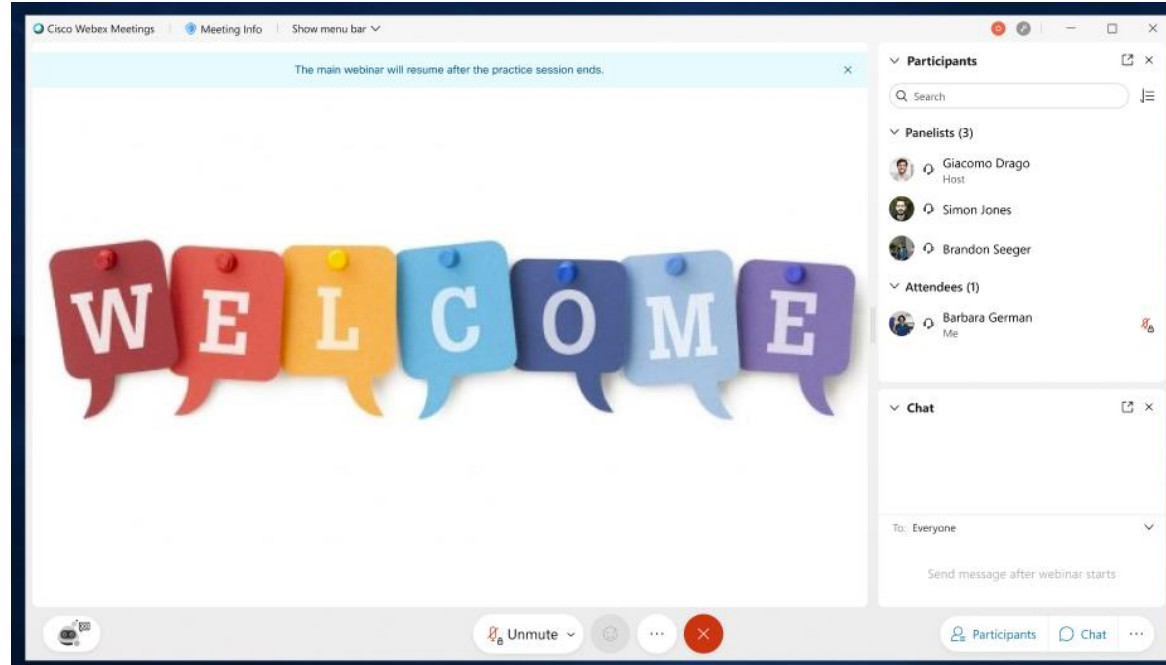 Cisco Webex Meetings
Meeting Info
Show menu bar
The main webinar will resume after the practice session ends.
WELCOME
Participants
Search
Panelists (3)
Giacomo Drago
Host
Simon Jones
Brandon Seeger
Attendees (1)
Barbara German
Me
Chat
To: Everyone
Send message after webinar starts
Unmute
Participants
Chat